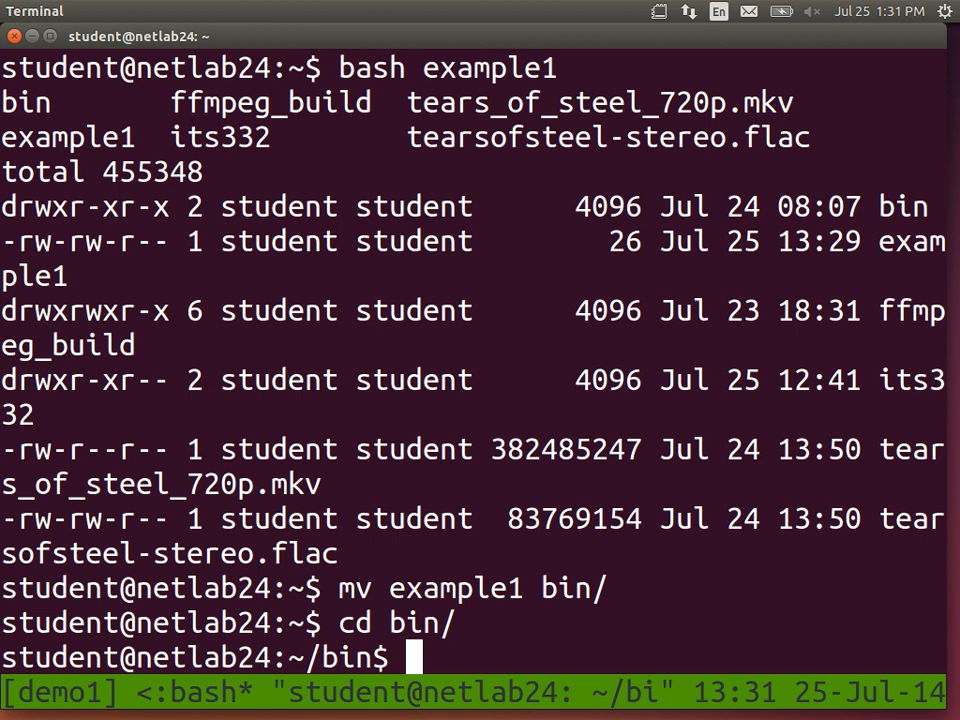 Terminal En Jul 25 1:31 PM
student@netlab24: ~
student@netlab24:~$ bash example1
bin ffmpeg_build tears_of_steel_720p.mkv
example1 its332 tearsofsteel-stereo.flac
total 455348
drwxr-xr-x 2 student student 4096 Jul 24 08:07 bin
-rw-rw-r-- 1 student student 26 Jul 25 13:29 exam
ple1
drwxrwxr-x 6 student student 4096 Jul 23 18:31 ffmp
eg_build
drwxr-xr-- 2 student student 4096 Jul 25 12:41 its3
32
-rw-r--r-- 1 student student 382485247 Jul 24 13:50 tear
s_of_steel_720p.mkv
-rw-rw-r-- 1 student student 83769154 Jul 24 13:50 tear
sofsteel-stereo.flac
student@netlab24:~$ mv example1 bin/
student@netlab24:~$ cd bin/
student@netlab24:~/bin$
[demo1] <:bash* "student@netlab24: ~/bi" 13:31 25-Jul-14